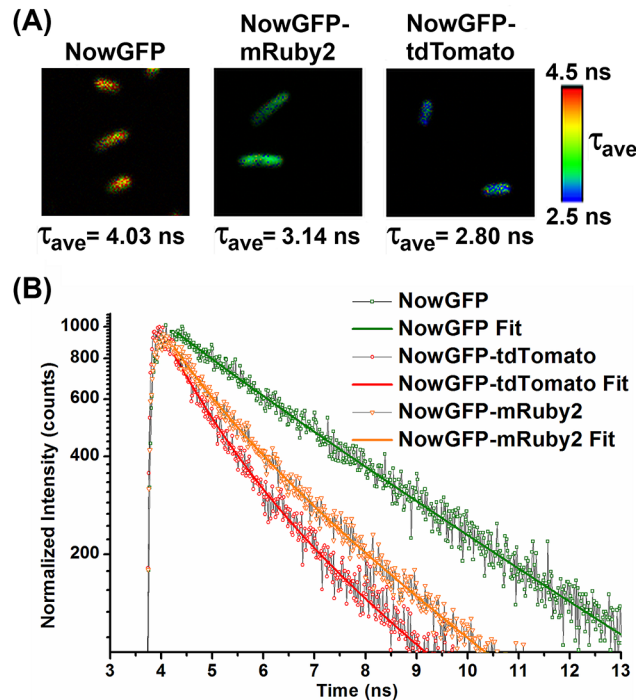 (A)
NowGFP
NowGFP-
mRuby2
NowGFP-
tdTomato
4.5 ns
τave
2.5 ns
τave= 4.03 ns
τave= 3.14 ns
τave= 2.80 ns
(B)
NowGFP
NowGFP Fit
NowGFP-tdTomato
NowGFP-tdTomato Fit
NowGFP-mRuby2
NowGFP-mRuby2 Fit
Normalized Intensity (counts)
1000
800
600
400
200
3 4 5 6 7 8 9 10 11 12 13
Time (ns)